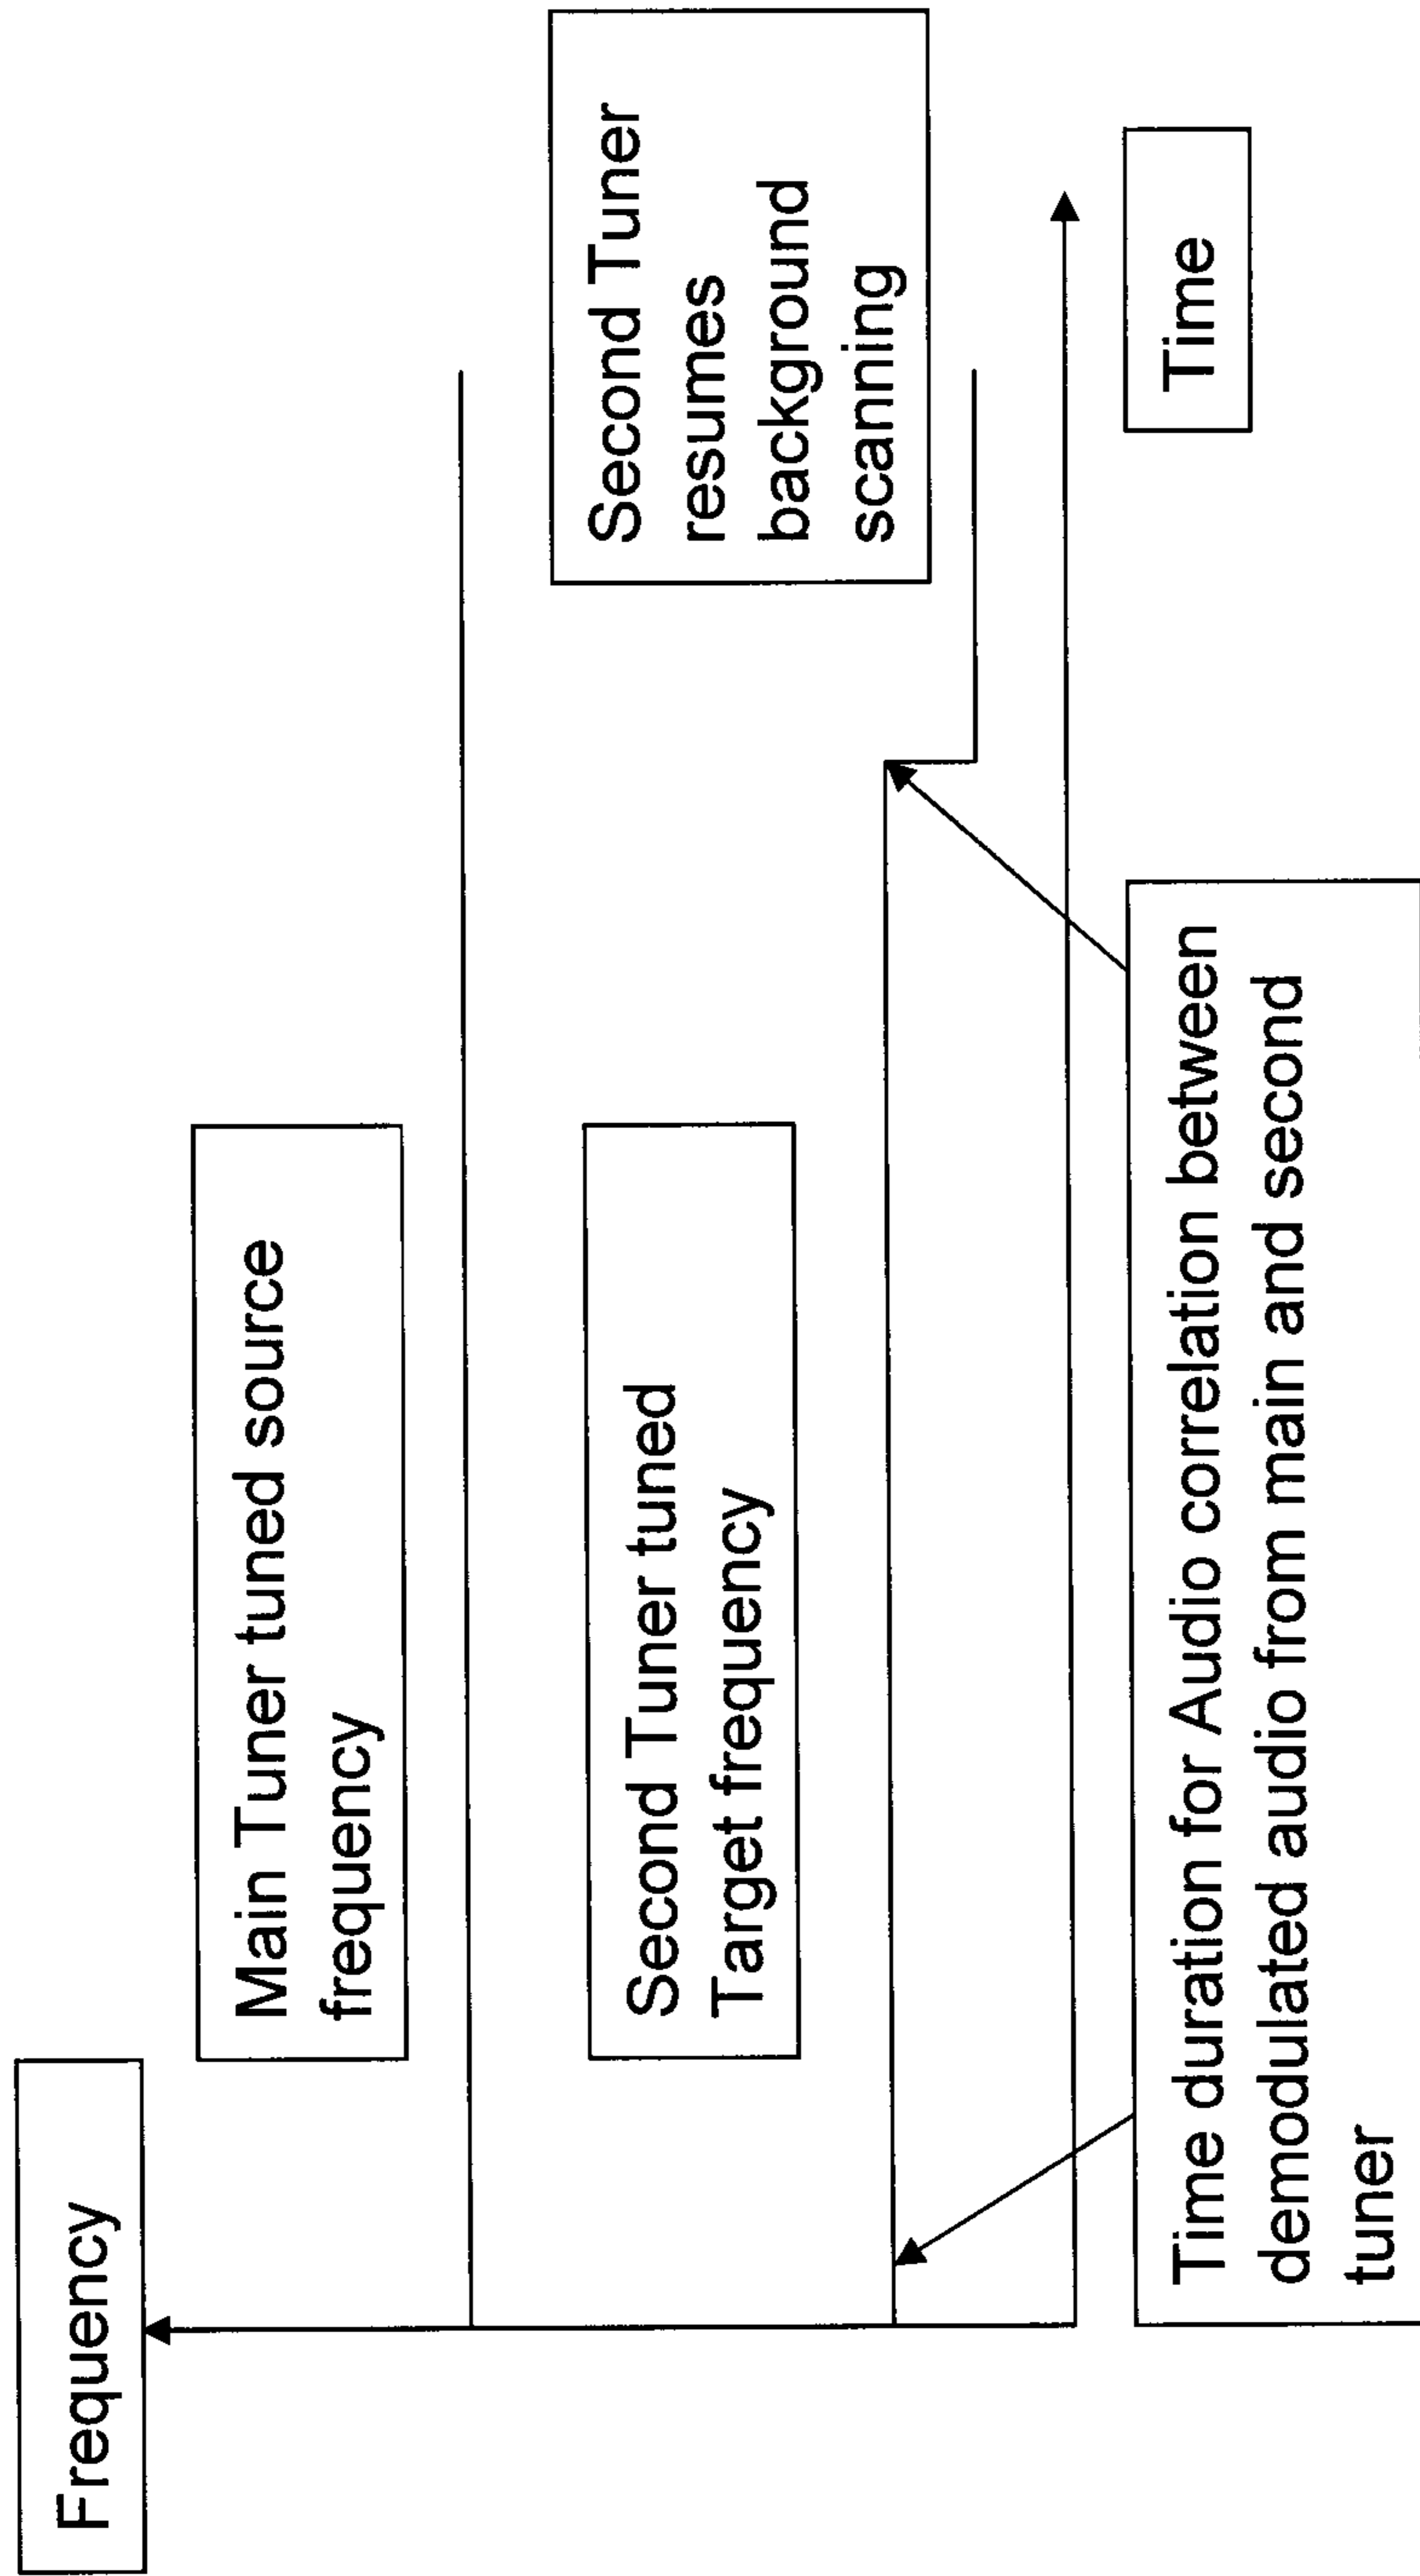 Frequency
Main Tuner tuned source
frequency
Second Tuner tuned
Target frequency
Second Tuner
resumes
background
scanning
Time
Time duration for Audio correlation between
demodulated audio from main and second
tuner